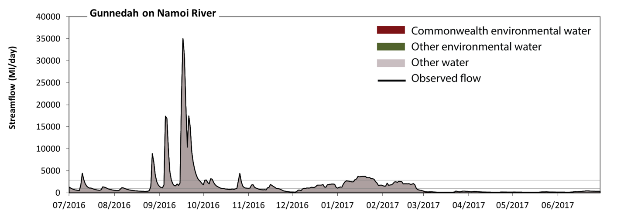 Gunnedah on Namoi River
Streamflow (Ml/day)
40000
35000
30000
25000
20000
15000
10000
5000
0
Commonwealth environmental water
Other environmental water
Other water
Observed flow
07/2016 08/2016 09/2016 10/2016 11/2016 12/2016 01/2017 02/2017 03/2017 04/2017 05/2017 06/2017